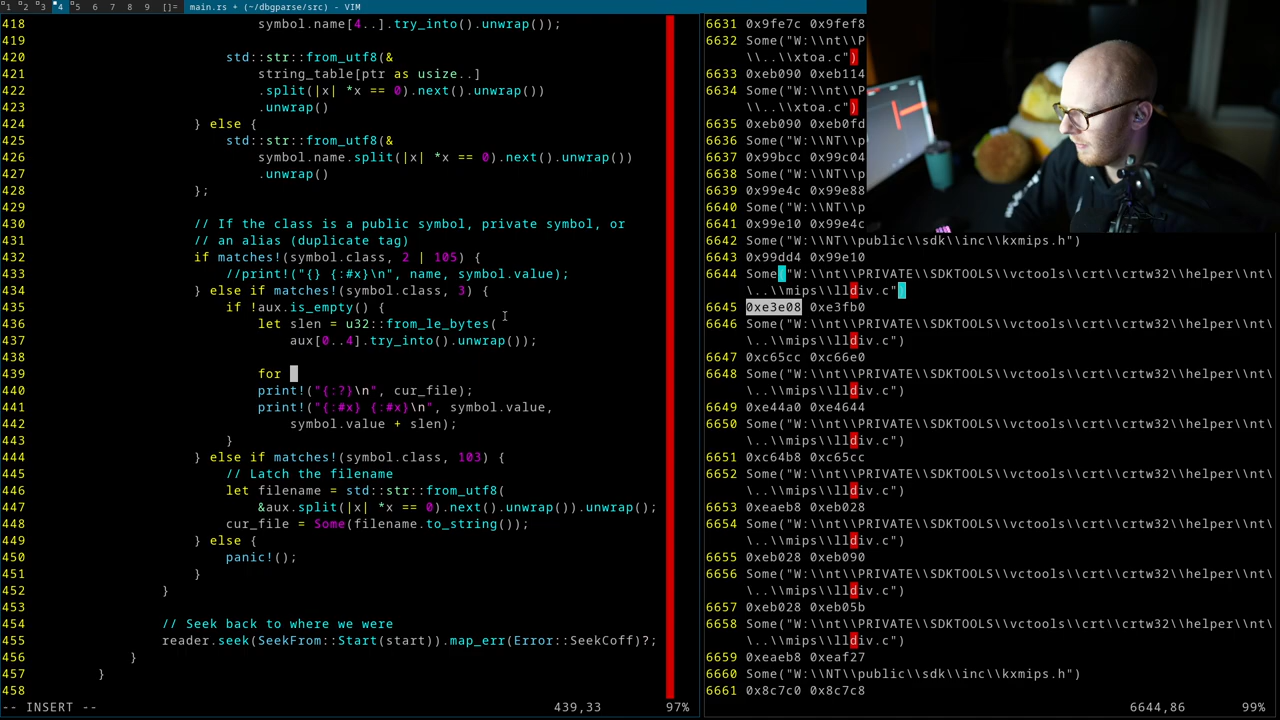 1 2 3 4 5 6 7 8 9 []= main.rs + (~/dbgparse/src) - VIM
418 symbol.name[4..].try_into().unwrap());
419
420 std::str::from_utf8(&
421 string_table[ptr as usize..]
422 .split(|x| *x == 0).next().unwrap())
423 .unwrap()
424 } else {
425 std::str::from_utf8(&
426 symbol.name.split(|x| *x == 0).next().unwrap())
427 .unwrap()
428 };
429
430 // If the class is a public symbol, private symbol, or
431 // an alias (duplicate tag)
432 if matches!(symbol.class, 2 | 105) {
433 //print!("{} {:#x}\n", name, symbol.value);
434 } else if matches!(symbol.class, 3) {
435 if !aux.is_empty() {
436 let slen = u32::from_le_bytes(
437 aux[0..4].try_into().unwrap());
438
439 for
440 print!("{:?}\n", cur_file);
441 print!("{:#x} {:#x}\n", symbol.value,
442 symbol.value + slen);
443 }
444 } else if matches!(symbol.class, 103) {
445 // Latch the filename
446 let filename = std::str::from_utf8(
447 &aux.split(|x| *x == 0).next().unwrap()).unwrap();
448 cur_file = Some(filename.to_string());
449 } else {
450 panic!();
451 }
452 }
453
454 // Seek back to where we were
455 reader.seek(SeekFrom::Start(start)).map_err(Error::SeekCoff)?;
456 }
457 }
458
-- INSERT -- 439,33 97%
6631 0x9fe7c 0x9fef8
6632 Some("W:\\nt\\P
\\..\\xtoa.c")
6633 0xeb090 0xeb114
6634 Some("W:\\nt\\P
\\..\\xtoa.c")
6635 0xeb090 0xeb0fd
6636 Some("W:\\NT\\p
6637 0x99bcc 0x99c04
6638 Some("W:\\NT\\p
6639 0x99e4c 0x99e88
6640 Some("W:\\NT\\p
6641 0x99e10 0x99e4c
6642 Some("W:\\NT\\public\\sdk\\inc\\kxmips.h")
6643 0x99dd4 0x99e10
6644 Some("W:\\nt\\PRIVATE\\SDKTOOLS\\vctools\\crt\\crtw32\\helper\\nt\
\..\\mips\\lldiv.c")
6645 0xe3e08 0xe3fb0
6646 Some("W:\\nt\\PRIVATE\\SDKTOOLS\\vctools\\crt\\crtw32\\helper\\nt\
\..\\mips\\lldiv.c")
6647 0xc65cc 0xc66e0
6648 Some("W:\\nt\\PRIVATE\\SDKTOOLS\\vctools\\crt\\crtw32\\helper\\nt\
\..\\mips\\lldiv.c")
6649 0xe44a0 0xe4644
6650 Some("W:\\nt\\PRIVATE\\SDKTOOLS\\vctools\\crt\\crtw32\\helper\\nt\
\..\\mips\\lldiv.c")
6651 0xc64b8 0xc65cc
6652 Some("W:\\nt\\PRIVATE\\SDKTOOLS\\vctools\\crt\\crtw32\\helper\\nt\
\..\\mips\\lldiv.c")
6653 0xeaeb8 0xeb028
6654 Some("W:\\nt\\PRIVATE\\SDKTOOLS\\vctools\\crt\\crtw32\\helper\\nt\
\..\\mips\\lldiv.c")
6655 0xeb028 0xeb090
6656 Some("W:\\nt\\PRIVATE\\SDKTOOLS\\vctools\\crt\\crtw32\\helper\\nt\
\..\\mips\\lldiv.c")
6657 0xeb028 0xeb05b
6658 Some("W:\\nt\\PRIVATE\\SDKTOOLS\\vctools\\crt\\crtw32\\helper\\nt\
\..\\mips\\lldiv.c")
6659 0xeaeb8 0xeaf27
6660 Some("W:\\NT\\public\\sdk\\inc\\kxmips.h")
6661 0x8c7c0 0x8c7c8
6644,86 99%